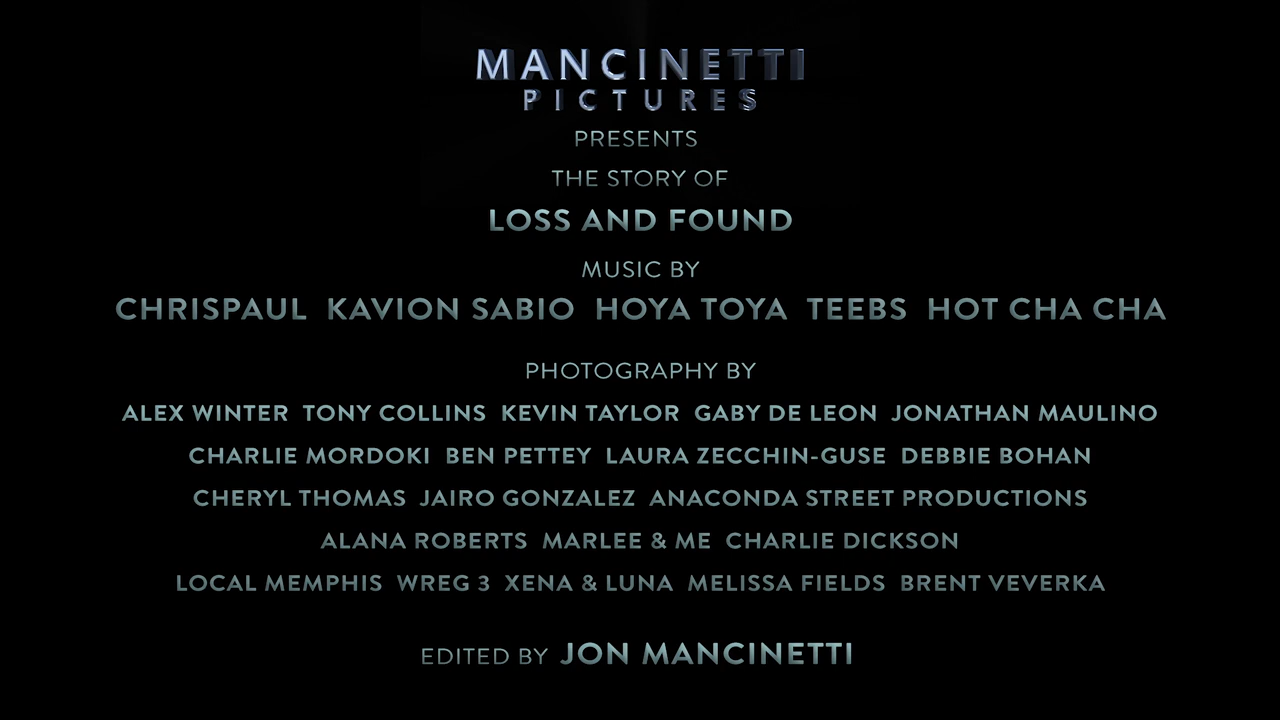 MANCINETTI
PICTURES
PRESENTS
THE STORY OF
LOSS AND FOUND
MUSIC BY
CHRISPAUL KAVION SABIO HOYA TOYA TEEBS HOT CHA CHA
PHOTOGRAPHY BY
ALEX WINTER TONY COLLINS KEVIN TAYLOR GABY DE LEON JONATHAN MAULINO
CHARLIE MORDOKI BEN PETTEY LAURA ZECCHIN-GUSE DEBBIE BOHAN
CHERYL THOMAS JAIRO GONZALEZ ANACONDA STREET PRODUCTIONS
ALANA ROBERTS MARLEE & ME CHARLIE DICKSON
LOCAL MEMPHIS WREG 3 XENA & LUNA MELISSA FIELDS BRENT VEVERKA
EDITED BY JON MANCINETTI